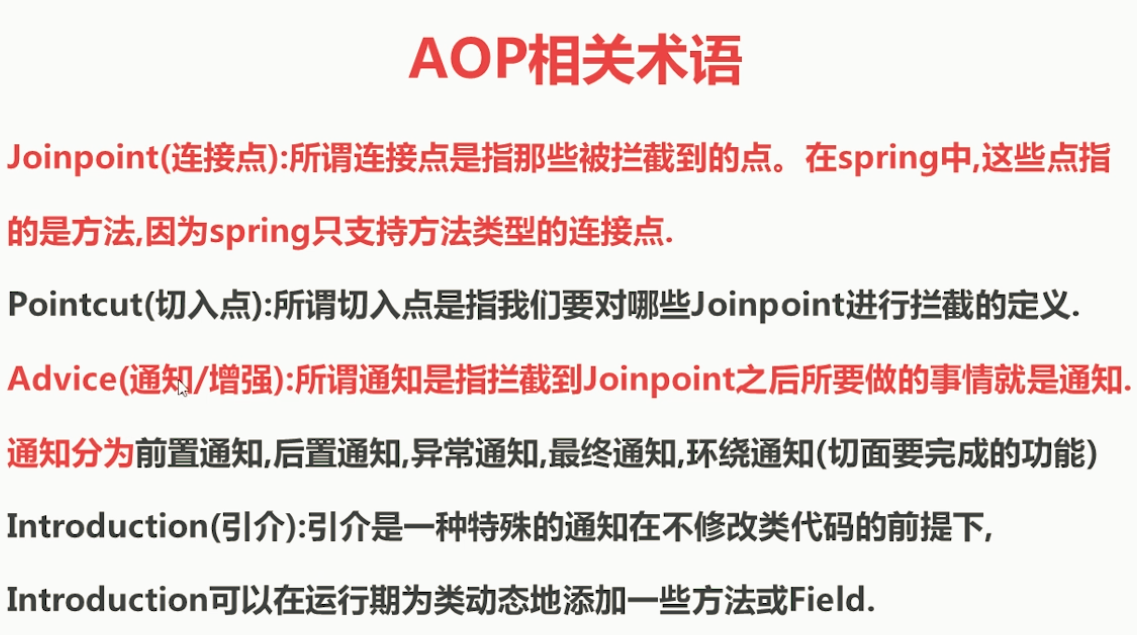 AOP相关术语
Joinpoint(连接点):所谓连接点是指那些被拦截到的点。在spring中,这些点指
的是方法,因为spring只支持方法类型的连接点.
Pointcut(切入点):所谓切入点是指我们要对哪些Joinpoint进行拦截的定义.
Advice(通知/增强):所谓通知是指拦截到Joinpoint之后所要做的事情就是通知.
通知分为前置通知,后置通知,异常通知,最终通知,环绕通知(切面要完成的功能)
Introduction(引介):引介是一种特殊的通知在不修改类代码的前提下,
Introduction可以在运行期为类动态地添加一些方法或Field.